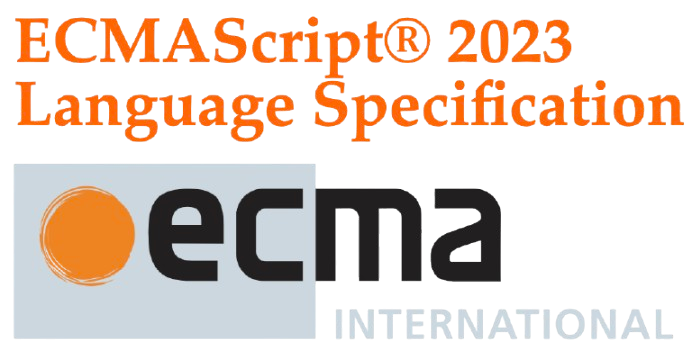 ECMAScript® 2023
Language Specification
ecma
INTERNATIONAL